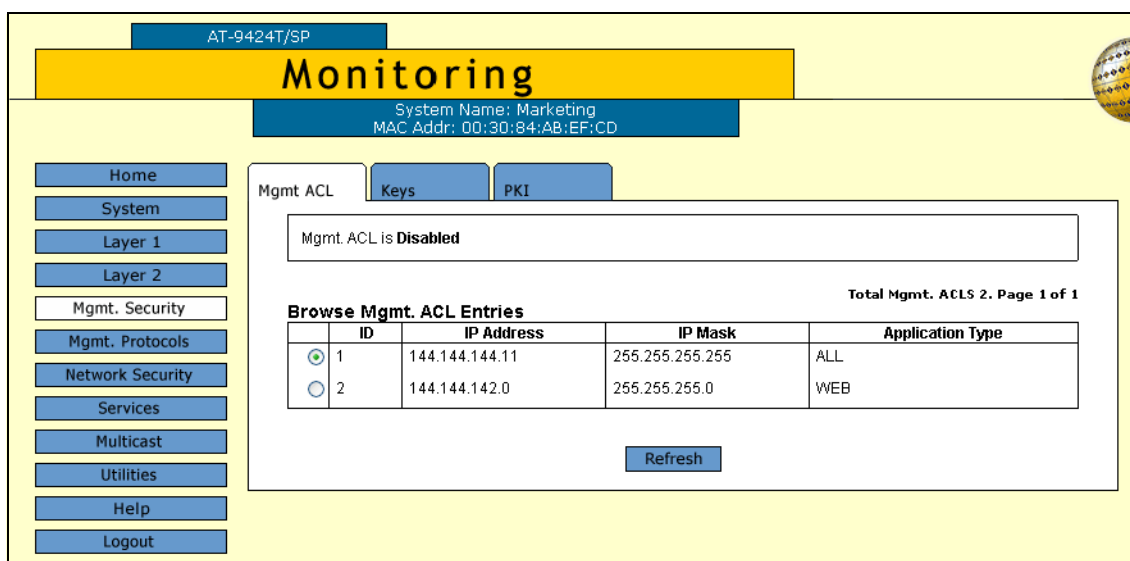 AT-9424T/SP
Monitoring
System Name: Marketing
MAC Addr: 00:30:84:AB:EF:CD
Home
System
Layer 1
Layer 2
Mgmt. Security
Mgmt. Protocols
Network Security
Services
Multicast
Utilities
Help
Logout
Mgmt ACL Keys PKI
Mgmt. ACL is Disabled
Total Mgmt. ACLS 2. Page 1 of 1
Browse Mgmt. ACL Entries
ID IP Address IP Mask Application Type
1 144.144.144.11 255.255.255.255 ALL
2 144.144.142.0 255.255.255.0 WEB
Refresh